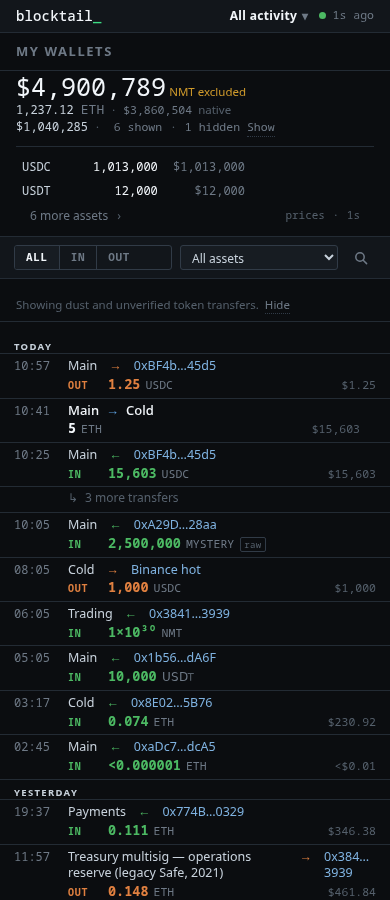 blocktail_ All activity ▾ 1s ago
MY WALLETS
$4,900,789 NMT excluded
1,237.12 ETH · $3,860,504 native
$1,040,285 · 6 shown · 1 hidden Show
USDC 1,013,000 $1,013,000
USDT 12,000 $12,000
6 more assets › prices · 1s
ALL IN OUT All assets
Showing dust and unverified token transfers. Hide
TODAY
10:57 Main → 0xBF4b…45d5
OUT 1.25 USDC $1.25
10:41 Main → Cold
5 ETH $15,603
10:25 Main ← 0xBF4b…45d5
IN 15,603 USDC $15,603
↳ 3 more transfers
10:05 Main ← 0xA29D…28aa
IN 2,500,000 MYSTERY raw
08:05 Cold → Binance hot
OUT 1,000 USDC $1,000
06:05 Trading ← 0x3841…3939
IN 1×10³⁰ NMT
05:05 Main ← 0x1b56…dA6F
IN 10,000 USDT
03:17 Cold ← 0x8E02…5B76
IN 0.074 ETH $230.92
02:45 Main ← 0xaDc7…dcA5
IN <0.000001 ETH <$0.01
YESTERDAY
19:37 Payments ← 0x774B…0329
IN 0.111 ETH $346.38
11:57 Treasury multisig — operations → 0x384…
reserve (legacy Safe, 2021) 3939
OUT 0.148 ETH $461.84